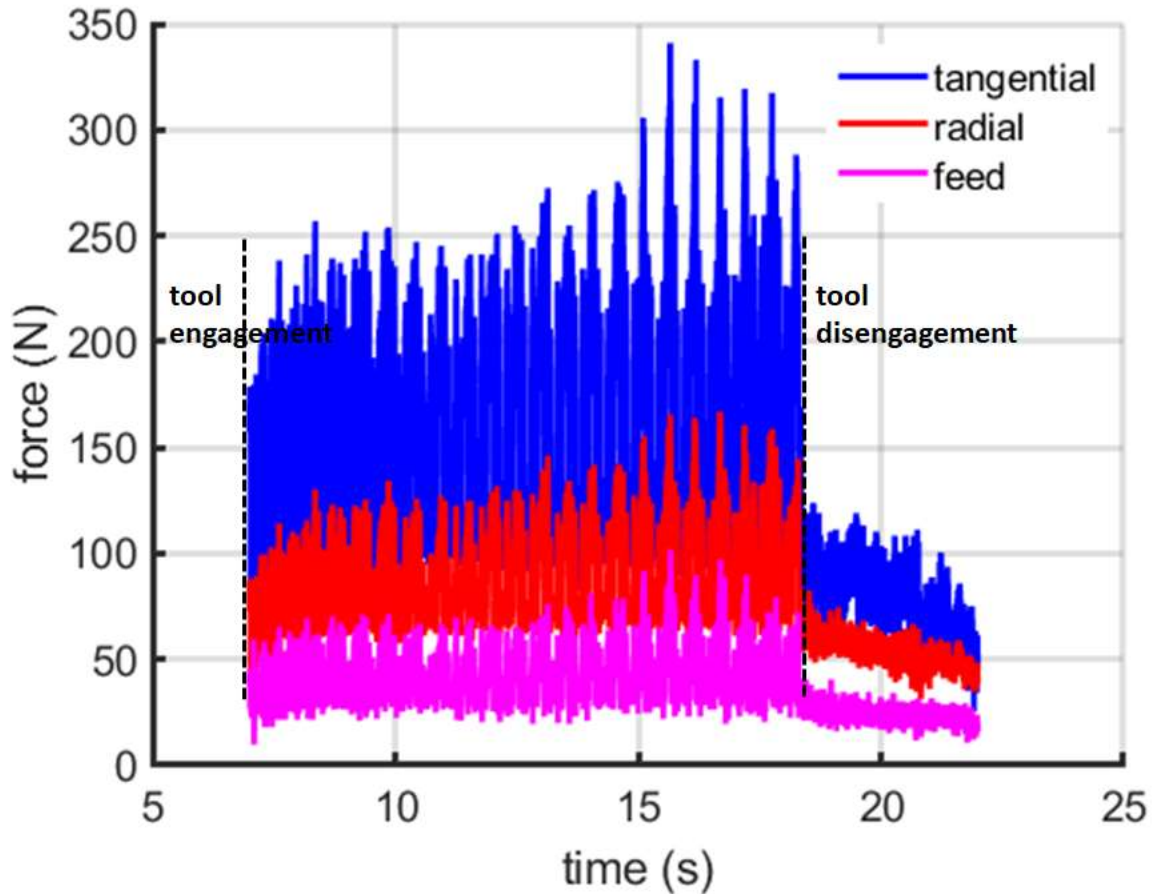 350
300
250
200
150
100
50
0
5
10
15
20
25
force (N)
time (s)
tangential
radial
feed
tool
engagement
tool
disengagement